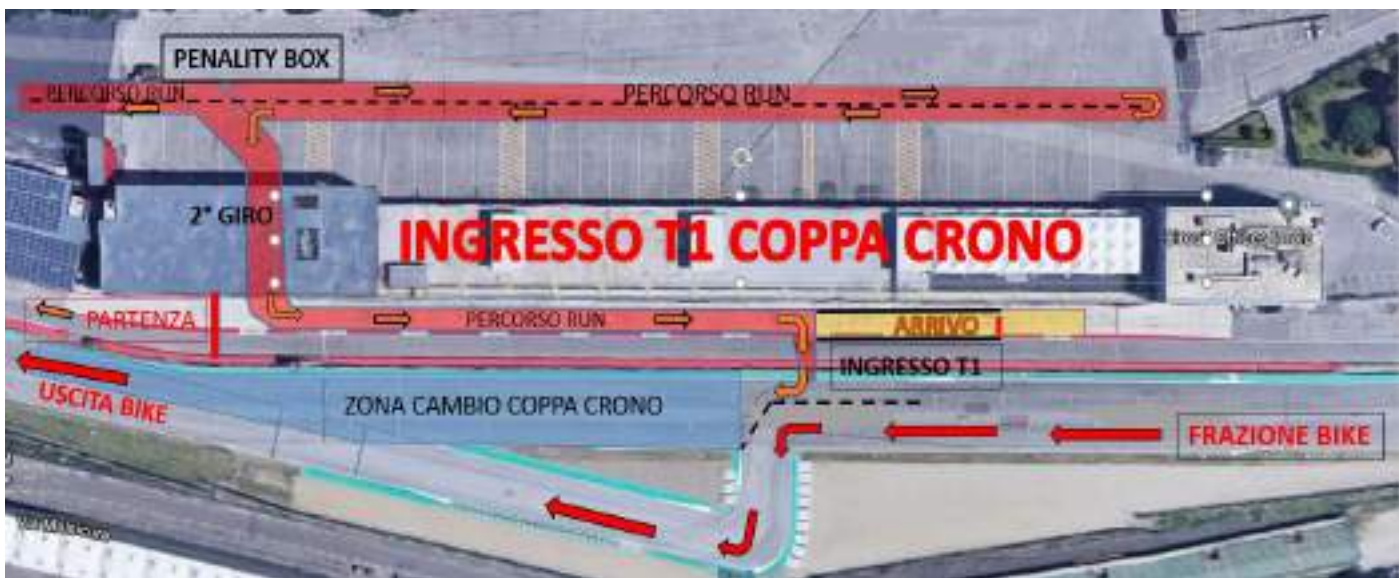 PENALITY BOX
PERCORSO RUN
PERCORSO RUN
2° GIRO
INGRESSO T1 COPPA CRONO
PARTENZA
PERCORSO RUN
ARRIVO
INGRESSO T1
USCITA BIKE
ZONA CAMBIO COPPA CRONO
FRAZIONE BIKE